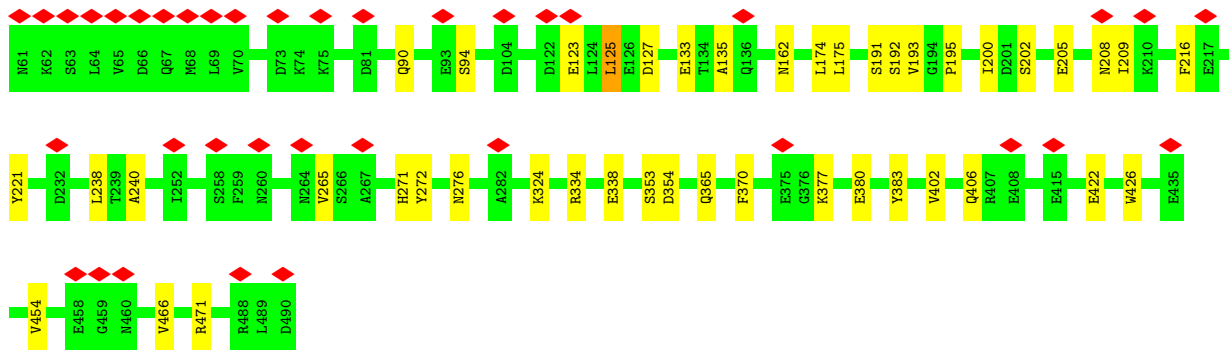 N61 K62 S63 L64 V65 D66 Q67 M68 L69 V70 D73 K74 K75 D81 Q90 E93 S94 D104 D122 E123 L124 L125 E126 D127 E133 T134 A135 Q136 N162 L174 L175 S191 S192 V193 G194 P195 I200 D201 S202 E205 N208 I209 K210 F216 E217
Y221 D232 L238 T239 A240 I252 S258 F259 N260 N264 V265 S266 A267 H271 Y272 N276 A282 K324 R334 E338 S353 D354 Q365 F370 E375 G376 K377 E380 Y383 V402 Q406 R407 E408 E415 E422 W426 E435
V454 E458 G459 N460 V466 R471 R488 L489 D490